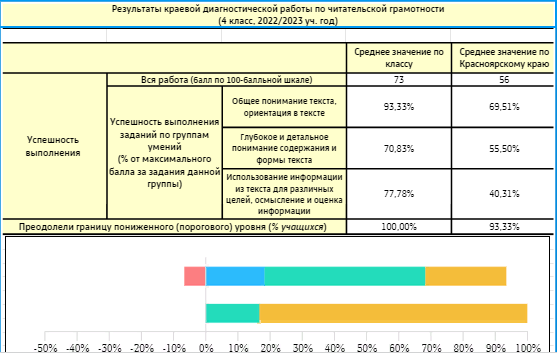 Результаты краевой диагностической работы по читательской грамотности
(4 класс, 2022/2023 уч. год)
Среднее значение по классу
Среднее значение по Красноярскому краю
Успешность выполнения
Вся работа (балл по 100-балльной шкале)
73
56
Успешность выполнения
заданий по группам
умений
(% от максимального
балла за задания данной
группы)
Общее понимание текста,
ориентация в тексте
93,33%
69,51%
Глубокое и детальное
понимание содержания и
формы текста
70,83%
55,50%
Использование информации
из текста для различных
целей, осмысление и оценка
информации
77,78%
40,31%
Преодолели границу пониженного (порогового) уровня (% учащихся)
100,00%
93,33%
-50% -40% -30% -20% -10% 0% 10% 20% 30% 40% 50% 60% 70% 80% 90% 100%